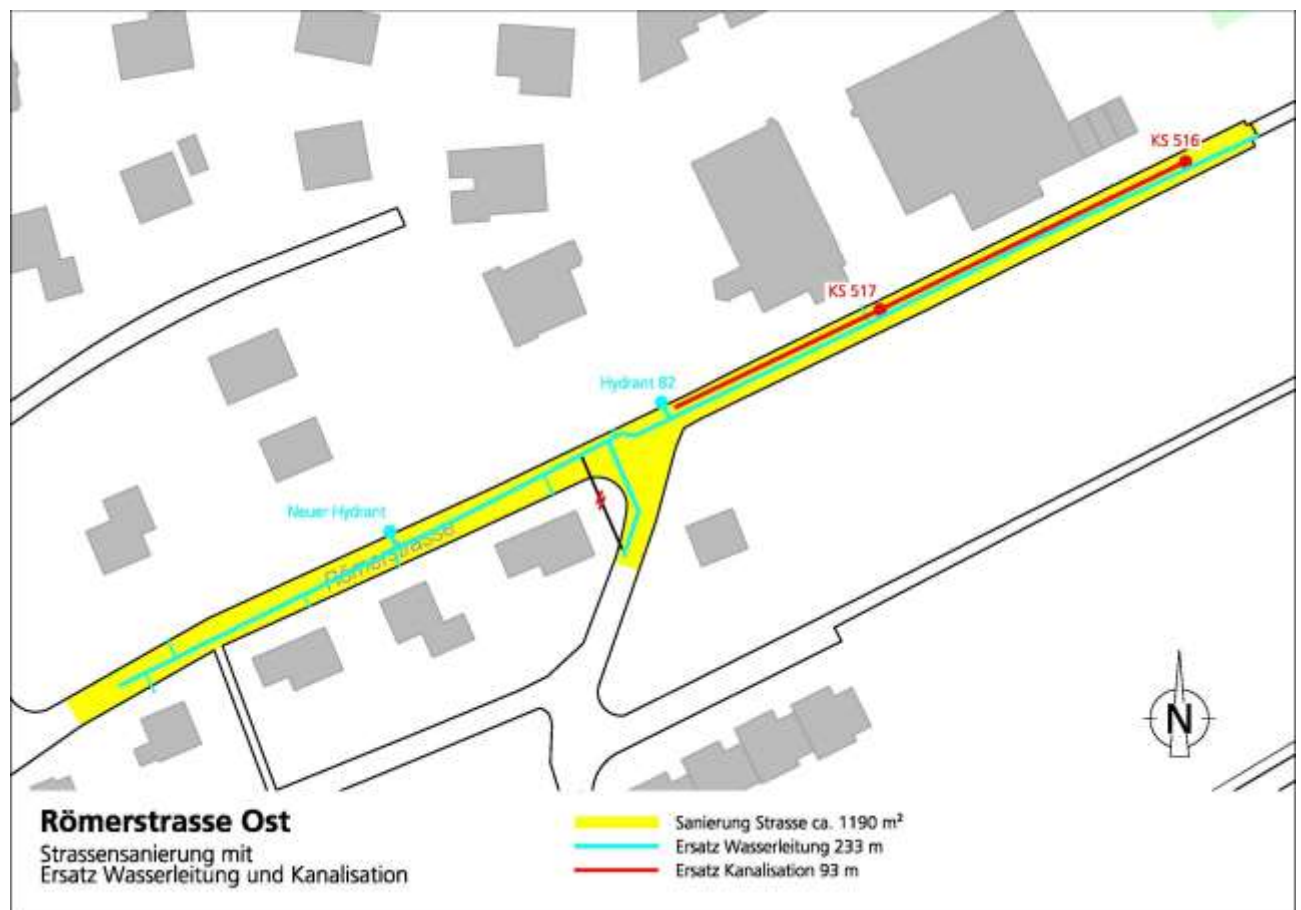 KS 516
KS 517
Hydrant 82
Neuer Hydrant
Römerstrasse
N
Römerstrasse Ost
Strassensanierung mit
Ersatz Wasserleitung und Kanalisation
Sanierung Strasse ca. 1190 m²
Ersatz Wasserleitung 233 m
Ersatz Kanalisation 93 m